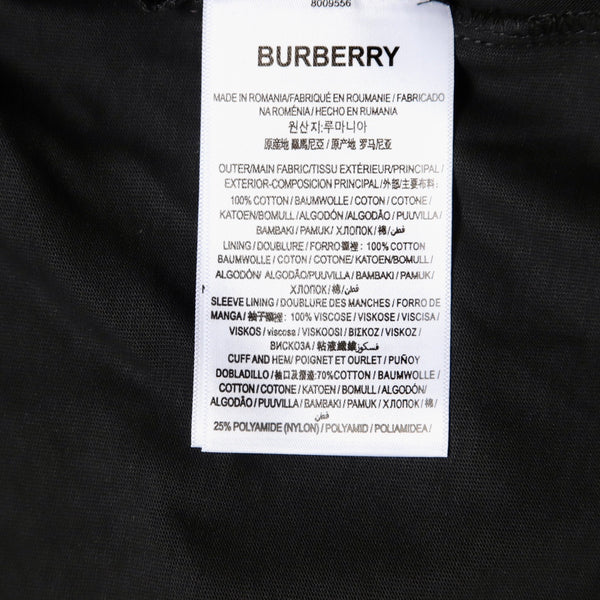 8009556
BURBERRY
MADE IN ROMANIA/FABRIQUÉ EN ROUMANIE / FABRICADO
NA ROMÉNIA/ HECHO EN RUMANIA
원산지:루마니아
原産地 羅馬尼亞/ 原产地 罗马尼亚
OUTER/MAIN FABRIC/TISSU EXTÉRIEUR/PRINCIPAL/
EXTERIOR-COMPOSICION PRINCIPAL/外部/主要布料:
100% COTTON / BAUMWOLLE / COTON / COTONE /
KATOEN/BOMULL / ALGODÓN /ALGODÃO / PUUVILLA /
BAMBAKI / PAMUK / ХЛОПОК / 棉/ قطن/
LINING / DOUBLURE / FORRO/襯裡: 100% COTTON
BAUMWOLLE / COTON / COTONE/ KATOEN/BOMULL /
ALGODÓN/ ALGODÃO/PUUVILLA / BAMBAKI / PAMUK /
ХЛОПОК /棉/ قطن/
SLEEVE LINING / DOUBLURE DES MANCHES / FORRO DE
MANGA/ 袖子襯裡: 100% VISCOSE / VISKOSE / VISCISA /
VISKOS / viscosa / VISKOOSI / BISKOZ / VISKOZ /
ВИСКОЗА / 粘液纖維 / فسكوز/
CUFF AND HEM/ POIGNET ET OURLET / PUÑOY
DOBLADILLO / 袖口及摺邊:70%COTTON / BAUMWOLLE /
COTTON / COTONE / KATOEN / BOMULL / ALGODÓN/
ALGODÃO/ PUUVILLA / BAMBAKI / PAMUK / ХЛОПОК / 棉/
قطن/
25% POLYAMIDE (NYLON) / POLYAMID / POLIAMIDEA /